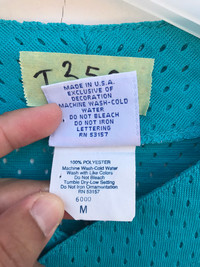 T 35
MADE IN U.S.A.
EXCLUSIVE OF
DECORATION
MACHINE WASH-COLD
WATER
DO NOT BLEACH
DO NOT IRON
LETTERING
RN 53157
100% POLYESTER
Machine Wash-Cold Water
Wash with Like Colors
Do Not Bleach
Tumble Dry-Low Setting
Do Not Iron Ornamentation
RN 53157
6000
M